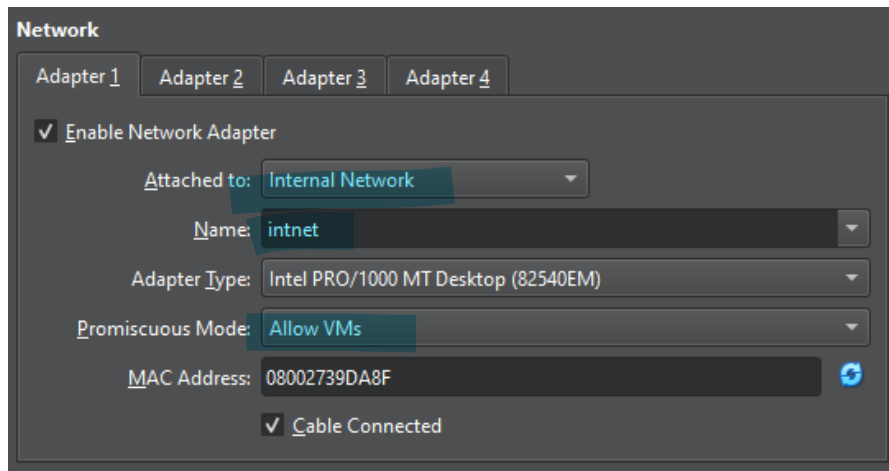 Network
Adapter 1 Adapter 2 Adapter 3 Adapter 4
Enable Network Adapter
Attached to: Internal Network
Name: intnet
Adapter Type: Intel PRO/1000 MT Desktop (82540EM)
Promiscuous Mode: Allow VMs
MAC Address: 08002739DA8F
Cable Connected